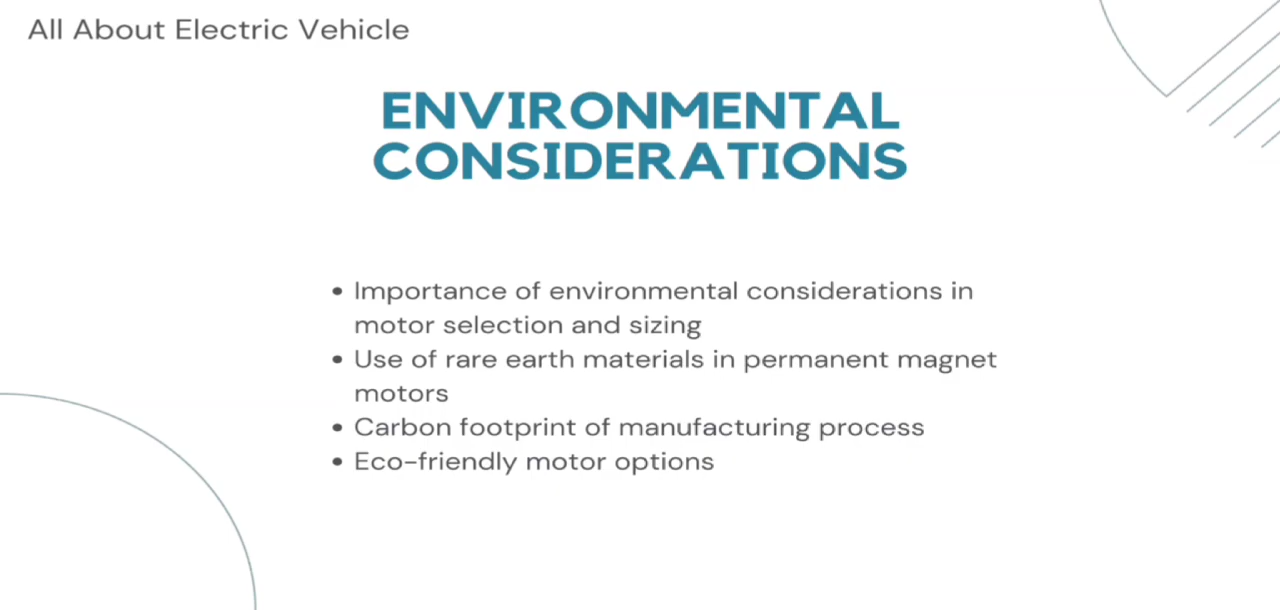 All About Electric Vehicle
ENVIRONMENTAL
CONSIDERATIONS
• Importance of environmental considerations in
motor selection and sizing
• Use of rare earth materials in permanent magnet
motors
• Carbon footprint of manufacturing process
• Eco-friendly motor options